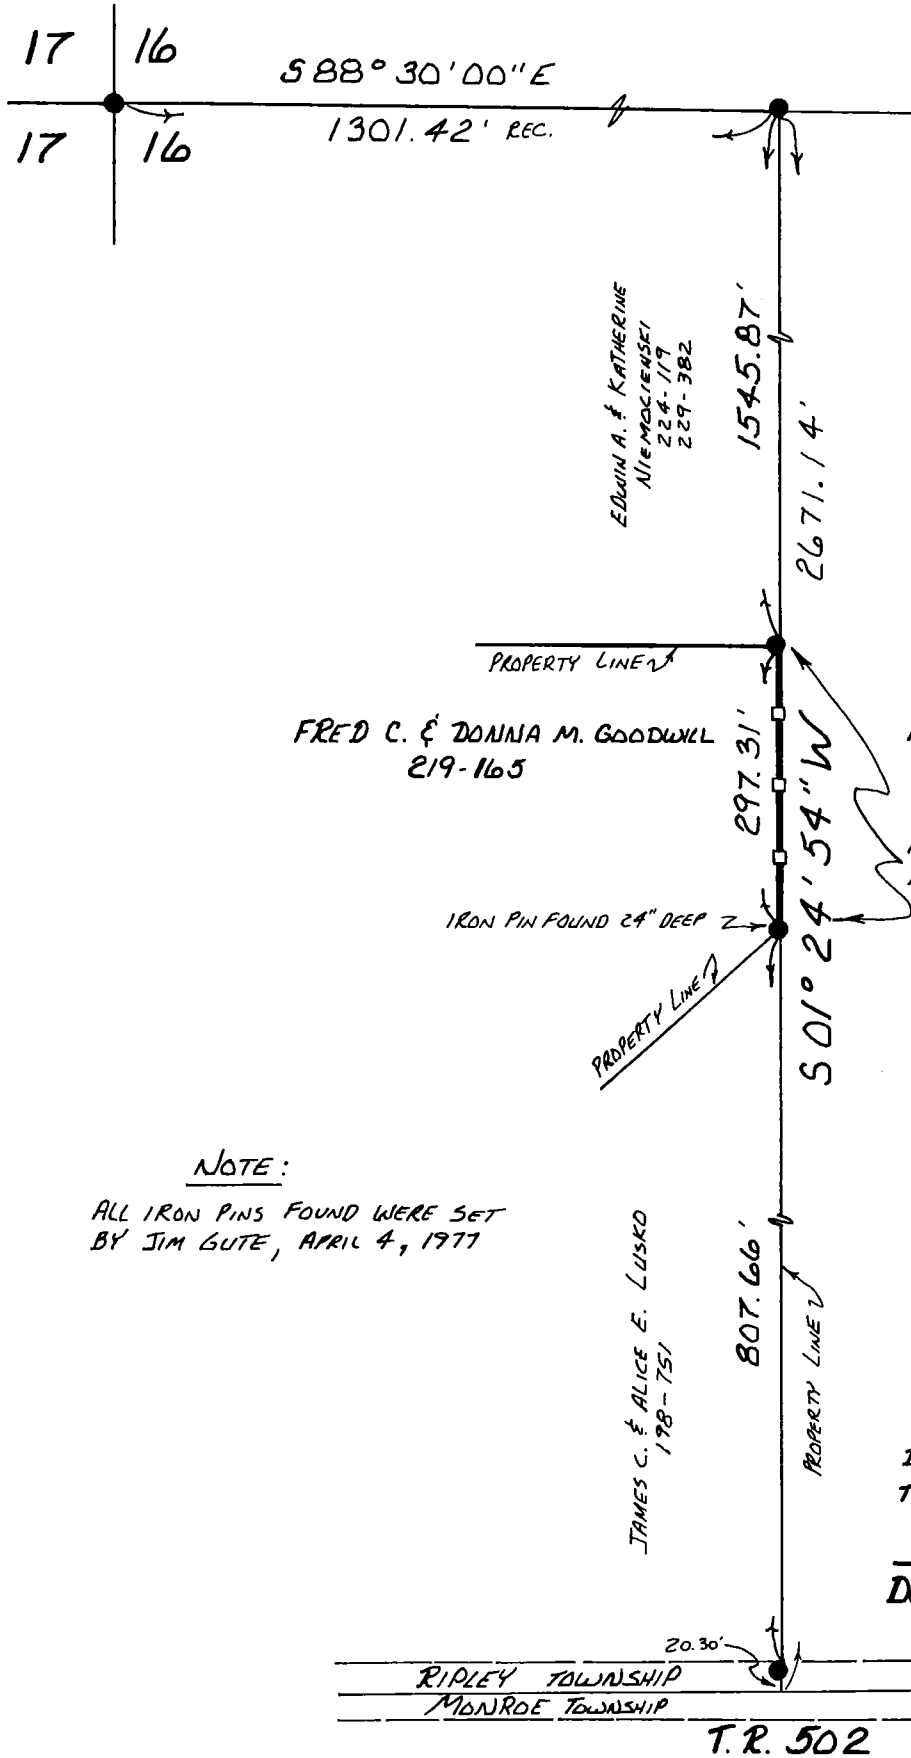 17 16
S 88° 30' 00" E
1301.42' REC.
17 16
EDWIN A. & KATHERINE
NIEMOCIENSKI
224-119
229-382
1545.87'
2671.14'
PROPERTY LINE
FRED C. & DONNA M. GOODWILL
219-165
297.31'
S 01° 24' 54" W
IRON PIN FOUND 24" DEEP
PROPERTY LINE
NOTE:
ALL IRON PINS FOUND WERE SET
BY JIM GUTE, APRIL 4, 1977
JAMES C. & ALICE E. LUSKO
198-751
807.66'
PROPERTY LINE
20.30'
RIPLEY TOWNSHIP
MONROE TOWNSHIP
T.R. 502